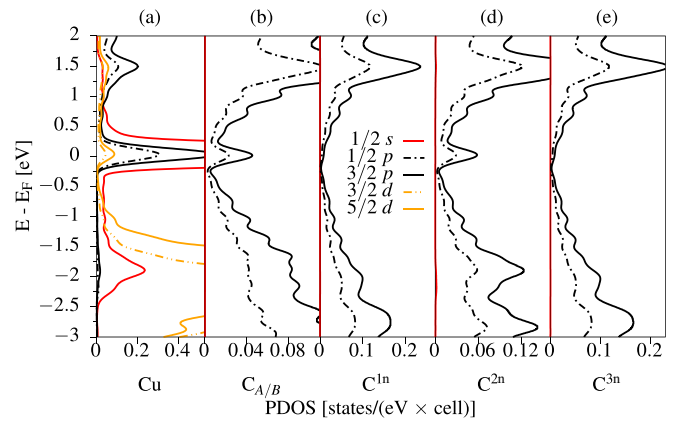 (a) (b) (c) (d) (e)
E - E_F [eV]
2
1.5
1
0.5
0
−0.5
−1
−1.5
−2
−2.5
−3
1/2 s
1/2 p
3/2 p
3/2 d
5/2 d
0 0.2 0.4 0 0.04 0.08 0 0.1 0.2 0 0.06 0.12 0 0.1 0.2
Cu C_{A/B} C^{1n} C^{2n} C^{3n}
PDOS [states/(eV × cell)]